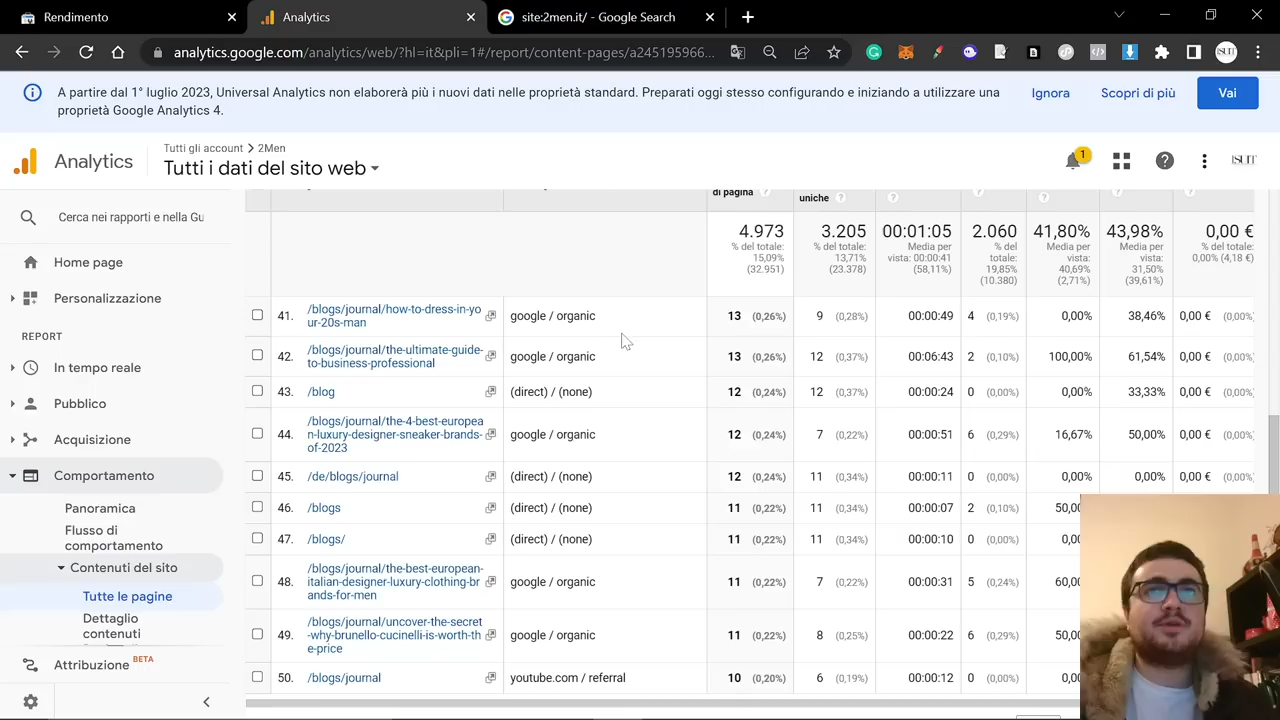 Rendimento
Analytics
site:2men.it/ - Google Search
analytics.google.com/analytics/web/?hl=it&pli=1#/report/content-pages/a245195966...
A partire dal 1° luglio 2023, Universal Analytics non elaborerà più i nuovi dati nelle proprietà standard. Preparati oggi stesso configurando e iniziando a utilizzare una
proprietà Google Analytics 4.
Ignora
Scopri di più
Vai
Analytics
Tutti gli account > 2Men
Tutti i dati del sito web
1
ISUIT
Cerca nei rapporti e nella Gu
Home page
Personalizzazione
REPORT
In tempo reale
Pubblico
Acquisizione
Comportamento
Panoramica
Flusso di
comportamento
Contenuti del sito
Tutte le pagine
Dettaglio
contenuti
Attribuzione BETA
di pagina
uniche
4.973 3.205 00:01:05 2.060 41,80% 43,98% 0,00 €
% del totale: 15,09% (32.951)
% del totale: 13,71% (23.378)
Media per vista: 00:00:41 (58,11%)
% del totale: 19,85% (10.380)
Media per vista: 40,69% (2,71%)
Media per vista: 31,50% (39,61%)
% del totale: 0,00% (4,18 €)
41. /blogs/journal/how-to-dress-in-yo google / organic 13 (0,26%) 9 (0,28%) 00:00:49 4 (0,19%) 0,00% 38,46% 0,00 € (0,00%)
ur-20s-man
42. /blogs/journal/the-ultimate-guide- google / organic 13 (0,26%) 12 (0,37%) 00:06:43 2 (0,10%) 100,00% 61,54% 0,00 € (0,00%)
to-business-professional
43. /blog (direct) / (none) 12 (0,24%) 12 (0,37%) 00:00:24 0 (0,00%) 0,00% 33,33% 0,00 € (0,00%)
44. /blogs/journal/the-4-best-europea
n-luxury-designer-sneaker-brands- google / organic 12 (0,24%) 7 (0,22%) 00:00:51 6 (0,29%) 16,67% 50,00% 0,00 € (0,00%)
of-2023
45. /de/blogs/journal (direct) / (none) 12 (0,24%) 11 (0,34%) 00:00:11 0 (0,00%) 0,00% 0,00% 0,00 € (0,00%)
46. /blogs (direct) / (none) 11 (0,22%) 11 (0,34%) 00:00:07 2 (0,10%) 50,0
47. /blogs/ (direct) / (none) 11 (0,22%) 11 (0,34%) 00:00:10 0 (0,00%) 0,0
48. /blogs/journal/the-best-european-
italian-designer-luxury-clothing-br google / organic 11 (0,22%) 7 (0,22%) 00:00:31 5 (0,24%) 60,0
ands-for-men
49. /blogs/journal/uncover-the-secret
-why-brunello-cucinelli-is-worth-th google / organic 11 (0,22%) 8 (0,25%) 00:00:22 6 (0,29%) 50,0
e-price
50. /blogs/journal youtube.com / referral 10 (0,20%) 6 (0,19%) 00:00:12 0 (0,00%) 0,0